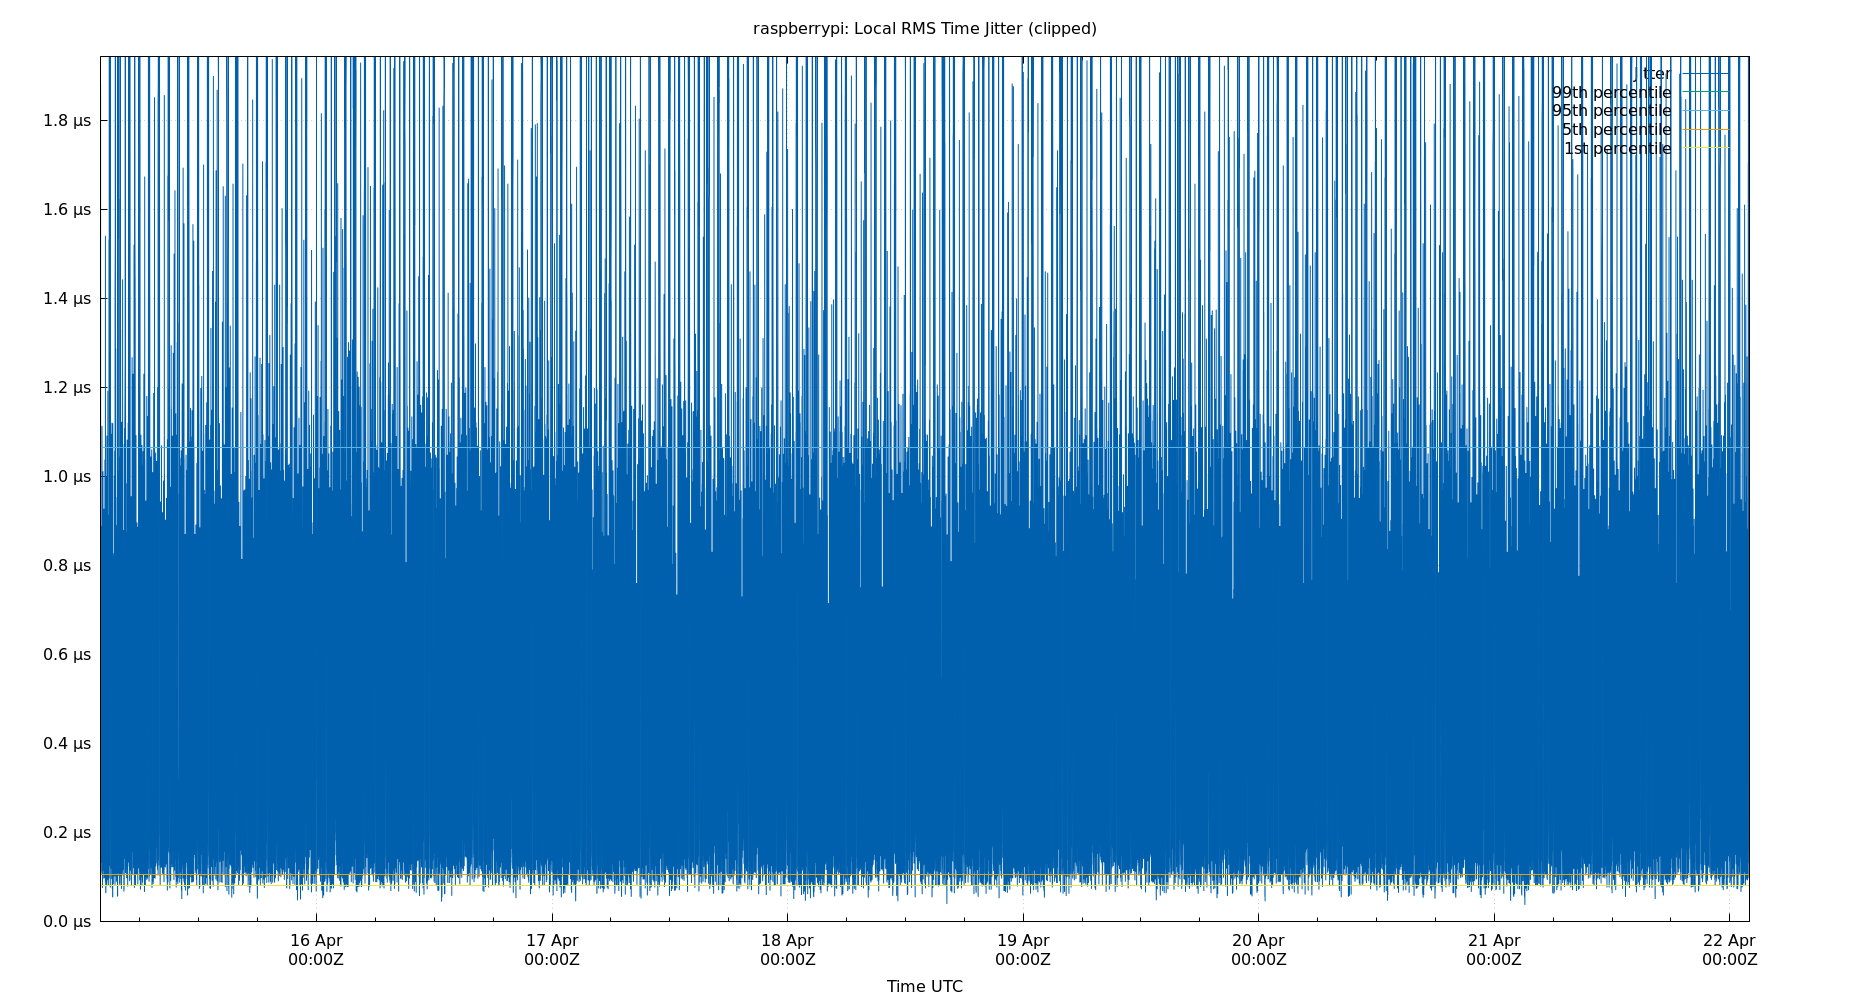 raspberrypi: Local RMS Time Jitter (clipped)
jitter
99th percentile
95th percentile
5th percentile
1st percentile
1.8 µs
1.6 µs
1.4 µs
1.2 µs
1.0 µs
0.8 µs
0.6 µs
0.4 µs
0.2 µs
0.0 µs
16 Apr 17 Apr 18 Apr 19 Apr 20 Apr 21 Apr 22 Apr
00:00Z 00:00Z 00:00Z 00:00Z 00:00Z 00:00Z 00:00Z
Time UTC